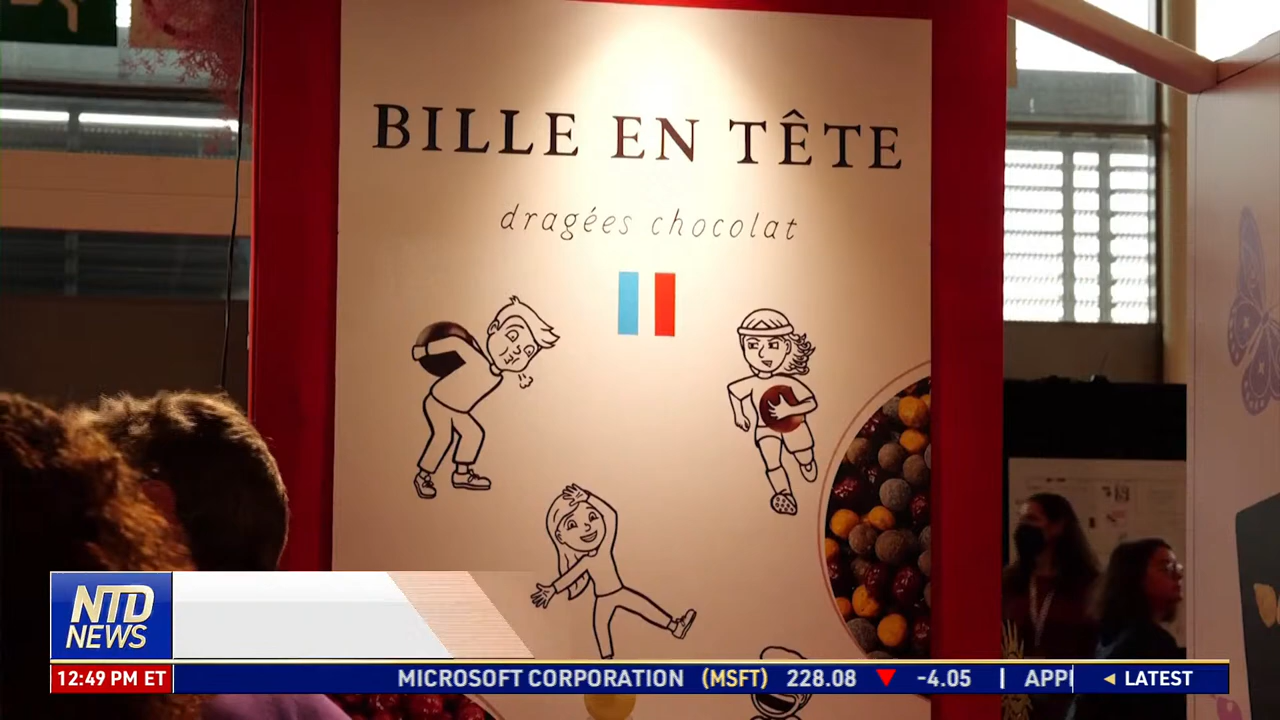 BILLE EN TÊTE
dragées chocolat
NTD
NEWS
12:49 PM ET
MICROSOFT CORPORATION (MSFT) 228.08 ▼ -4.05 | APPL
◄ LATEST